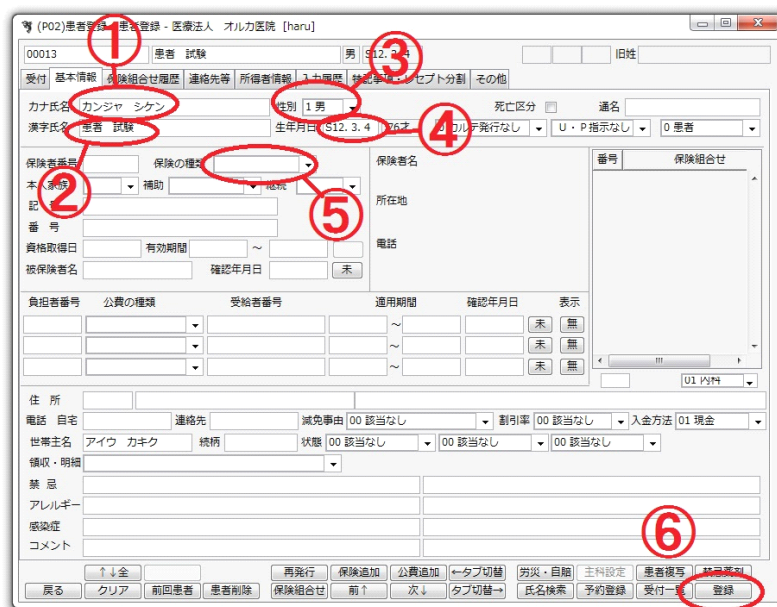 (P02)患者登録-患者登録 - 医療法人 オルカ医院 [haru]
①
③
00013 患者 試験 男 S12. 3. 4 旧姓
受付 基本情報 保険組合せ履歴 連絡先等 所得者情報 入力履歴 特記事項・レセプト分割 その他
カナ氏名 カンジャ シケン 性別 1 男 死亡区分 通名
漢字氏名 患者 試験 生年月日 S12. 3. 4 76才 カルテ発行なし U・P指示なし 0 患者
④
②
⑤
保険者番号 保険の種類 保険者名 番号 保険組合せ
本人家族 補助 継続
記 所在地
番 号
資格取得日 有効期間 ～ 電話
被保険者名 確認年月日 未
負担者番号 公費の種類 受給者番号 適用期間 確認年月日 表示
～ 未 無
～ 未 無
～ 未 無
01 内科
住 所
電話 自宅 連絡先 減免事由 00 該当なし 割引率 00 該当なし 入金方法 01 現金
世帯主名 アイウ カキク 続柄 状態 00 該当なし 00 該当なし 00 該当なし
領収・明細
禁 忌
アレルギー
感染症
コメント
⑥
↑↓全 再発行 保険追加 公費追加 ←タブ切替 労災・自賠 主科設定 患者複写 禁忌薬剤
戻る クリア 前回患者 患者削除 保険組合せ 前↑ 次↓ タブ切替→ 氏名検索 予約登録 受付一覧 登録